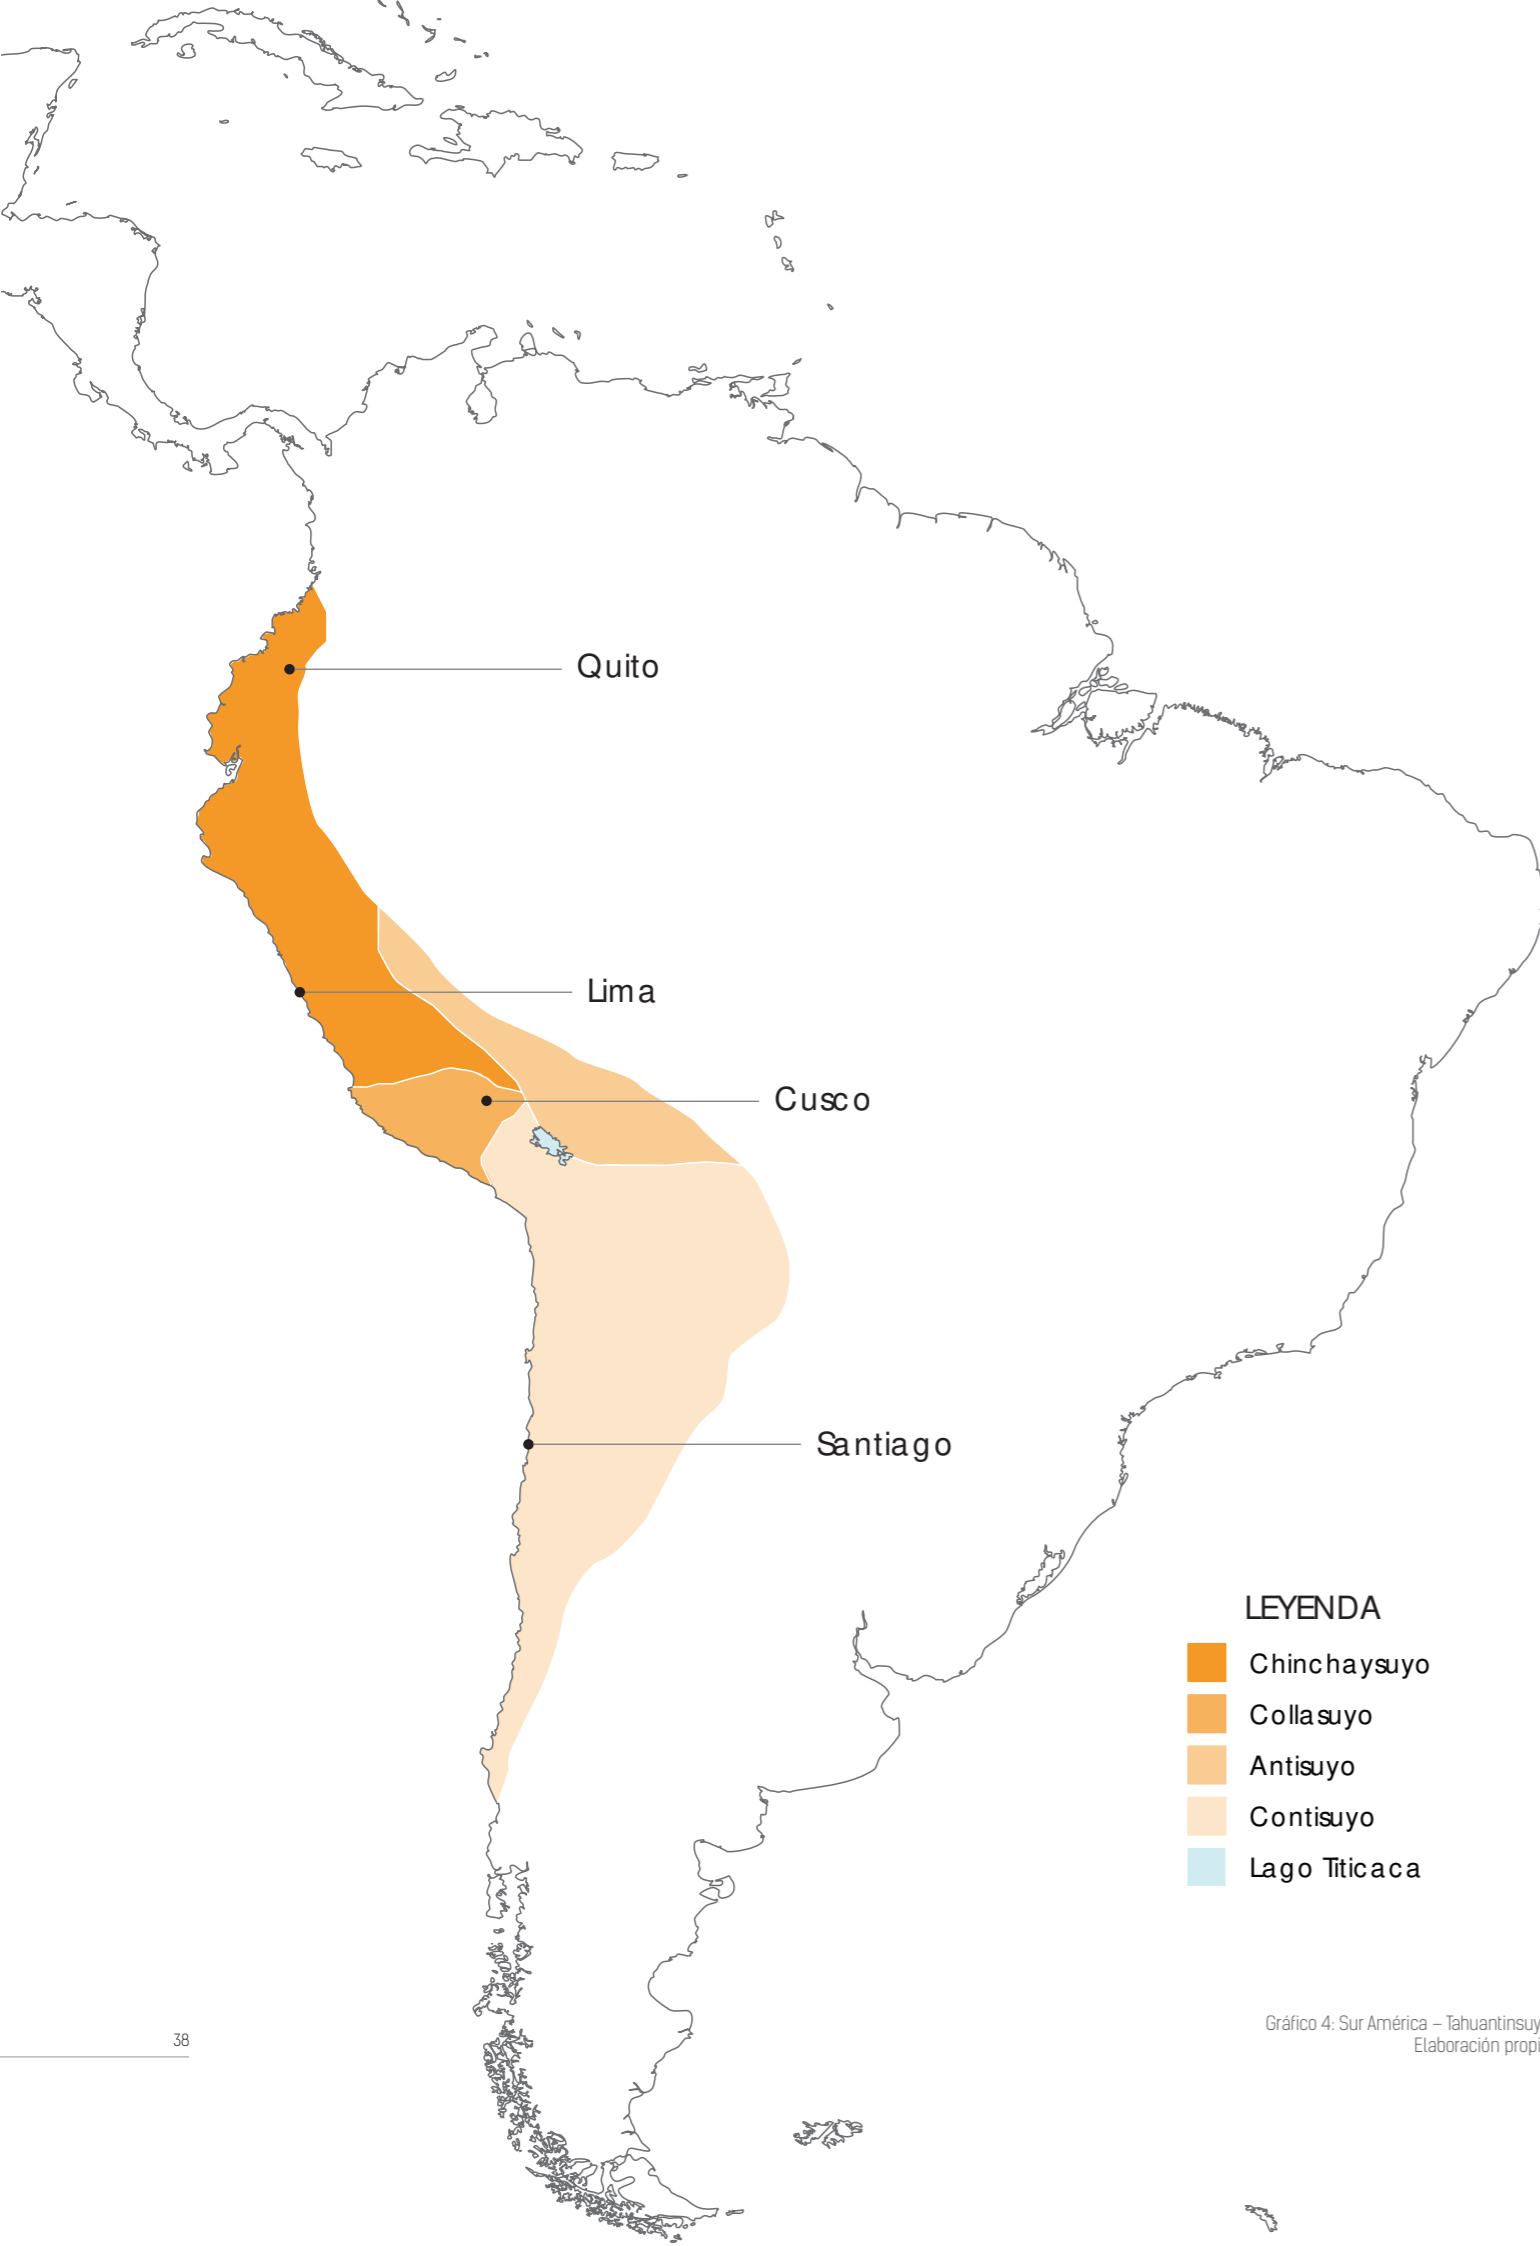 Quito
Lima
Cusco
Santiago
LEYENDA
Chinchaysuyo
Collasuyo
Antisuyo
Contisuyo
Lago Titicaca
38
Gráfico 4: Sur América – Tahuantinsuy
Elaboración propi